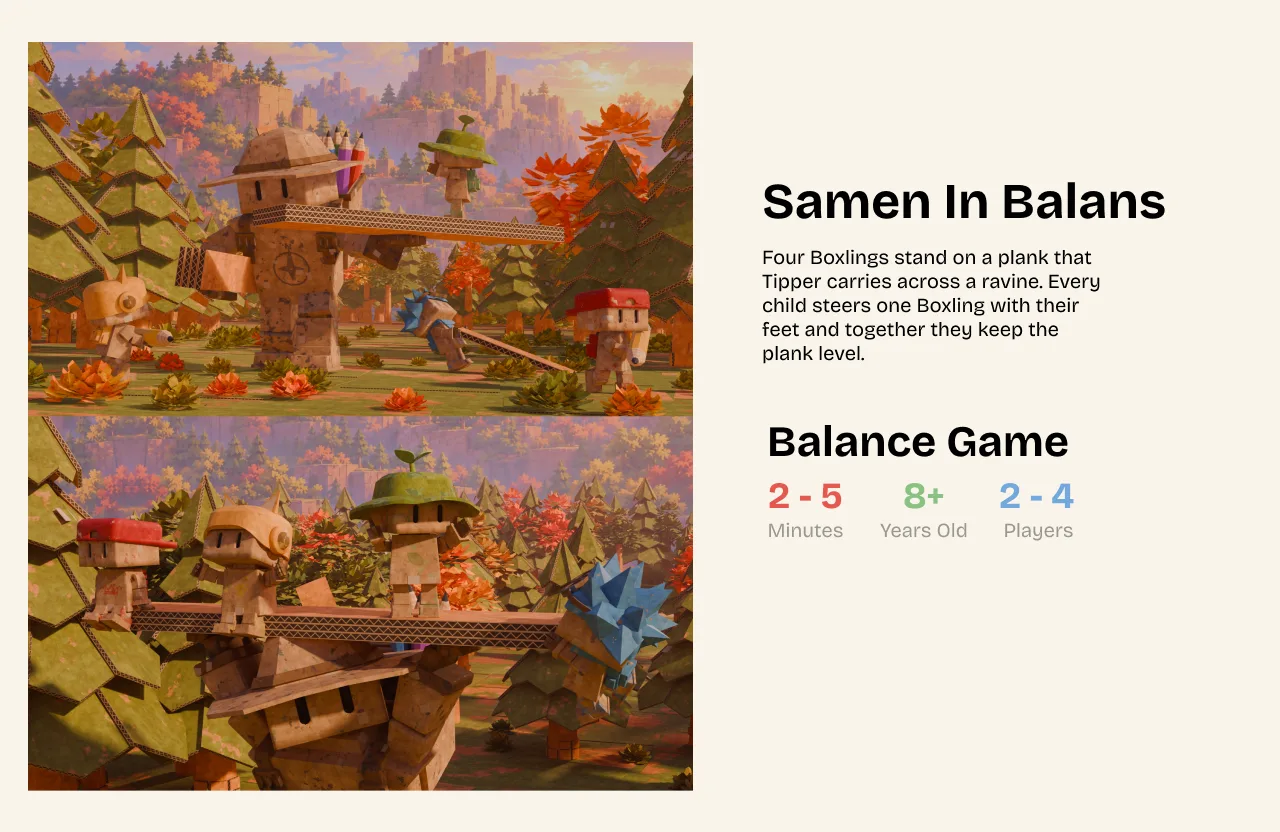 Samen In Balans
Four Boxlings stand on a plank that
Tipper carries across a ravine. Every
child steers one Boxling with their
feet and together they keep the
plank level.
Balance Game
2 - 5 8+ 2 - 4
Minutes Years Old Players